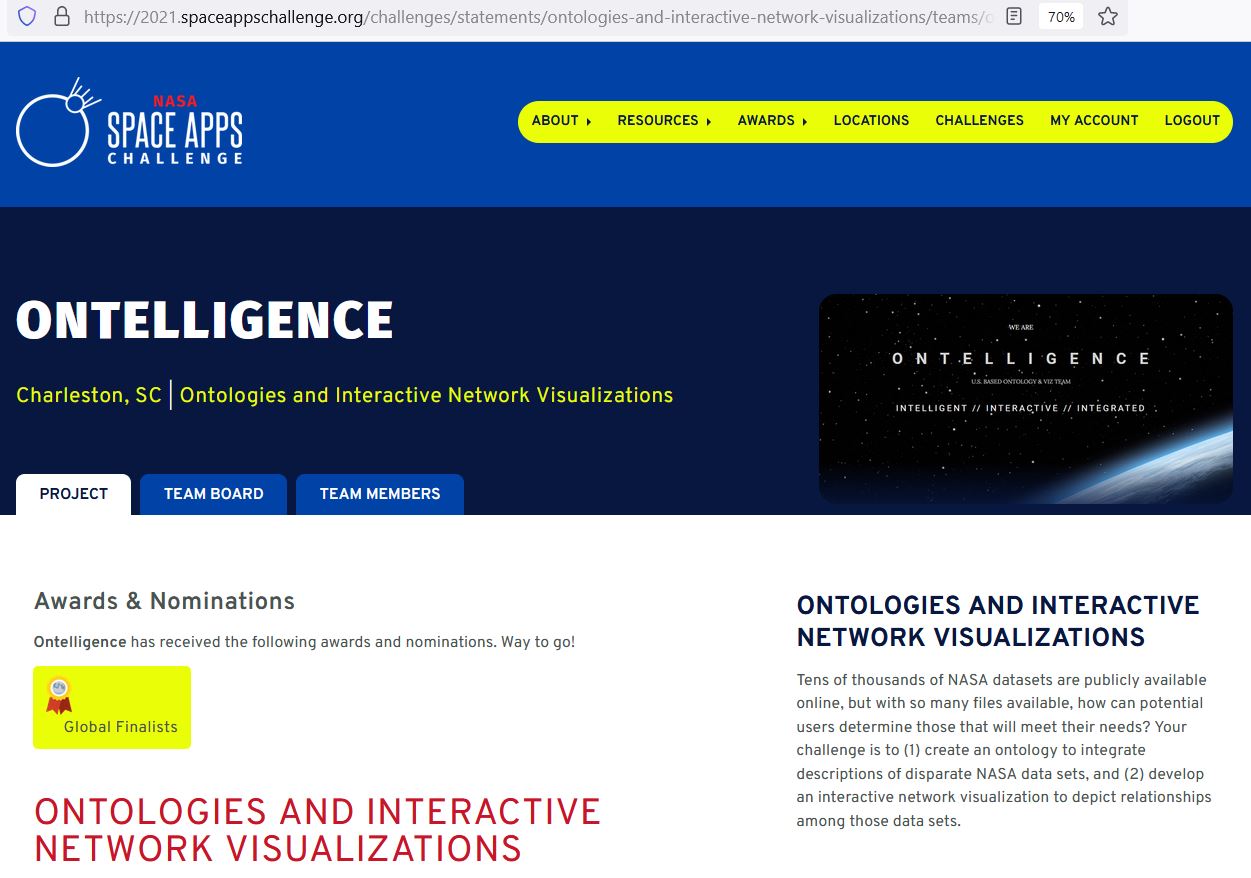 https://2021.spaceappschallenge.org/challenges/statements/ontologies-and-interactive-network-visualizations/teams/o
70%
NASA
SPACE APPS
CHALLENGE
ABOUT RESOURCES AWARDS LOCATIONS CHALLENGES MY ACCOUNT LOGOUT
ONTELLIGENCE
Charleston, SC | Ontologies and Interactive Network Visualizations
WE ARE
ONTELLIGENCE
U.S. BASED ONTOLOGY & VIZ TEAM
INTELLIGENT // INTERACTIVE // INTEGRATED
PROJECT TEAM BOARD TEAM MEMBERS
Awards & Nominations
Ontelligence has received the following awards and nominations. Way to go!
Global Finalists
ONTOLOGIES AND INTERACTIVE
NETWORK VISUALIZATIONS
ONTOLOGIES AND INTERACTIVE
NETWORK VISUALIZATIONS
Tens of thousands of NASA datasets are publicly available
online, but with so many files available, how can potential
users determine those that will meet their needs? Your
challenge is to (1) create an ontology to integrate
descriptions of disparate NASA data sets, and (2) develop
an interactive network visualization to depict relationships
among those data sets.